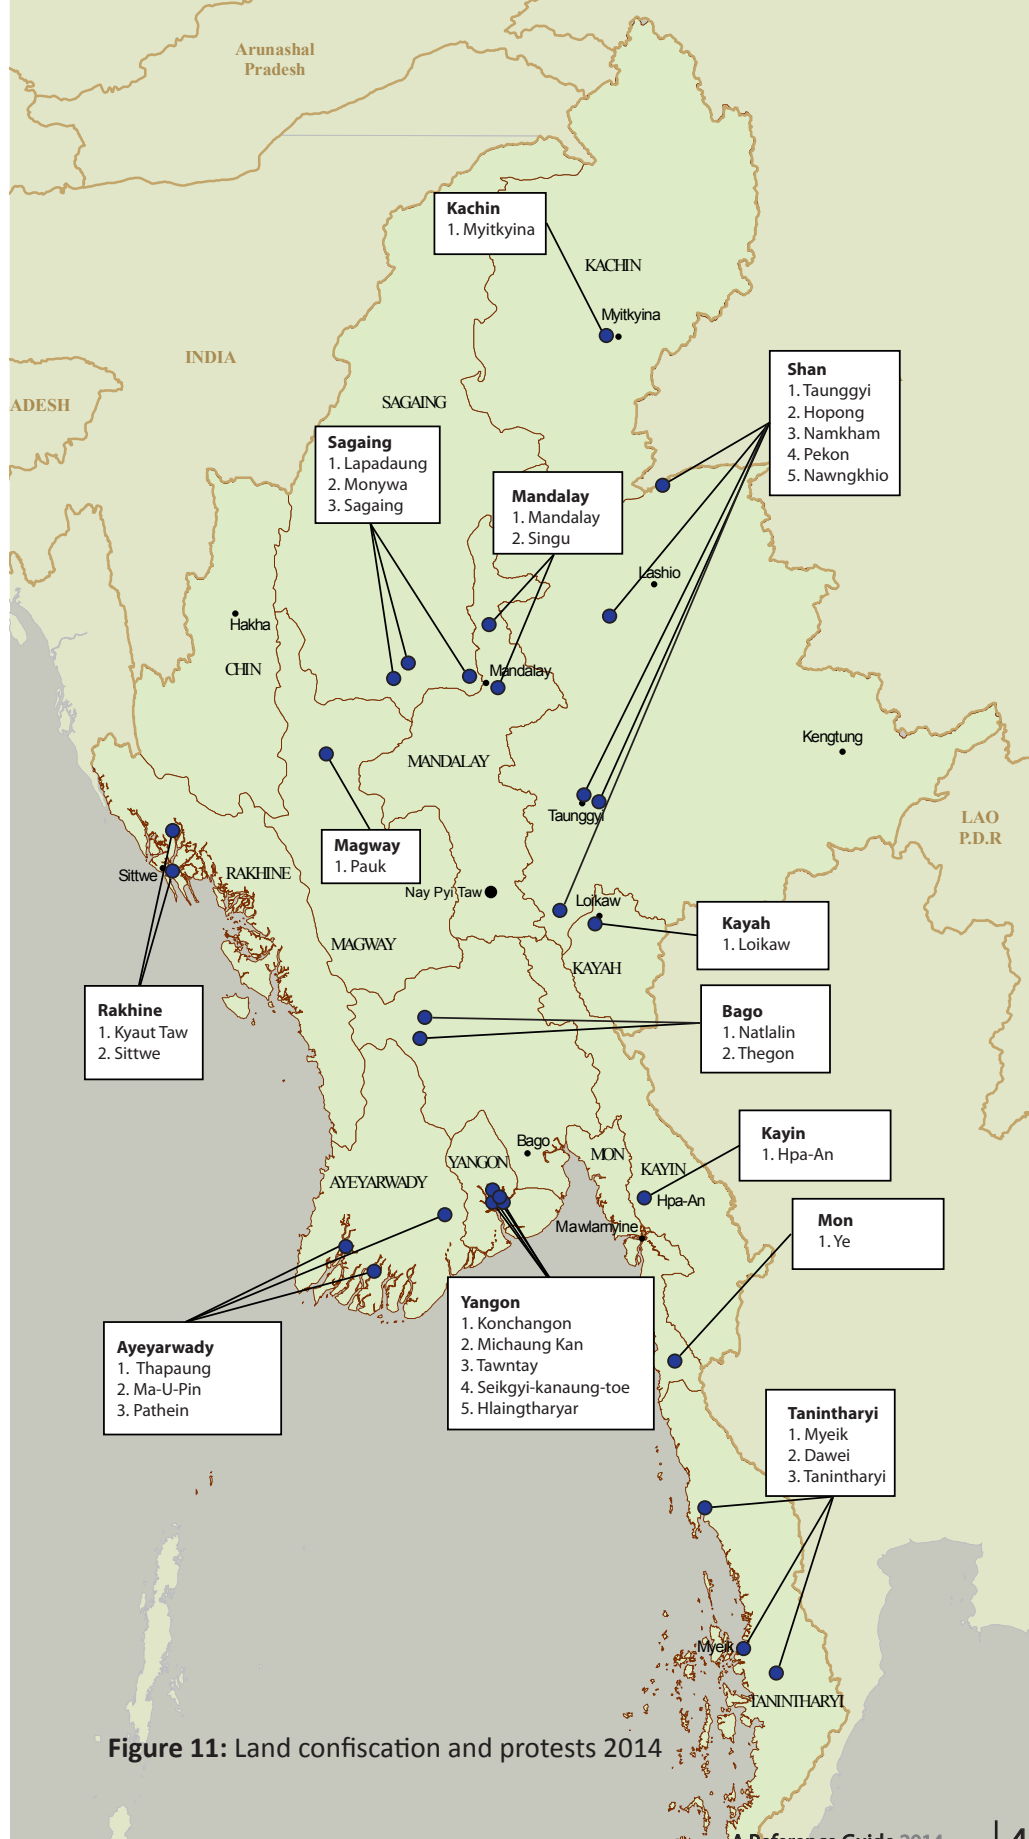 Arunashal
Pradesh
Kachin
1. Myitkyina
KACHIN
Myitkyina
INDIA
Shan
1. Taunggyi
2. Hopong
3. Namkham
4. Pekon
5. Nawngkhio
ADESH
SAGAING
Sagaing
1. Lapadaung
2. Monywa
3. Sagaing
Mandalay
1. Mandalay
2. Singu
Lashio
Hakha
CHIN
Mandalay
Kengtung
MANDALAY
Taunggyi
LAO
P.D.R
Magway
1. Pauk
Sittwe
RAKHINE
Nay Pyi Taw
Loikaw
Kayah
1. Loikaw
MAGWAY
KAYAH
Rakhine
1. Kyaut Taw
2. Sittwe
Bago
1. Natlalin
2. Thegon
Kayin
1. Hpa-An
Bago
YANGON
MON
KAYIN
AYEYARWADY
Hpa-An
Mawlamyine
Mon
1. Ye
Yangon
1. Konchangon
2. Michaung Kan
3. Tawntay
4. Seikgyi-kanaung-toe
5. Hlaingtharyar
Ayeyarwady
1. Thapaung
2. Ma-U-Pin
3. Pathein
Tanintharyi
1. Myeik
2. Dawei
3. Tanintharyi
Myeik
TANINTHARYI
Figure 11: Land confiscation and protests 2014
A Reference Guide 2014